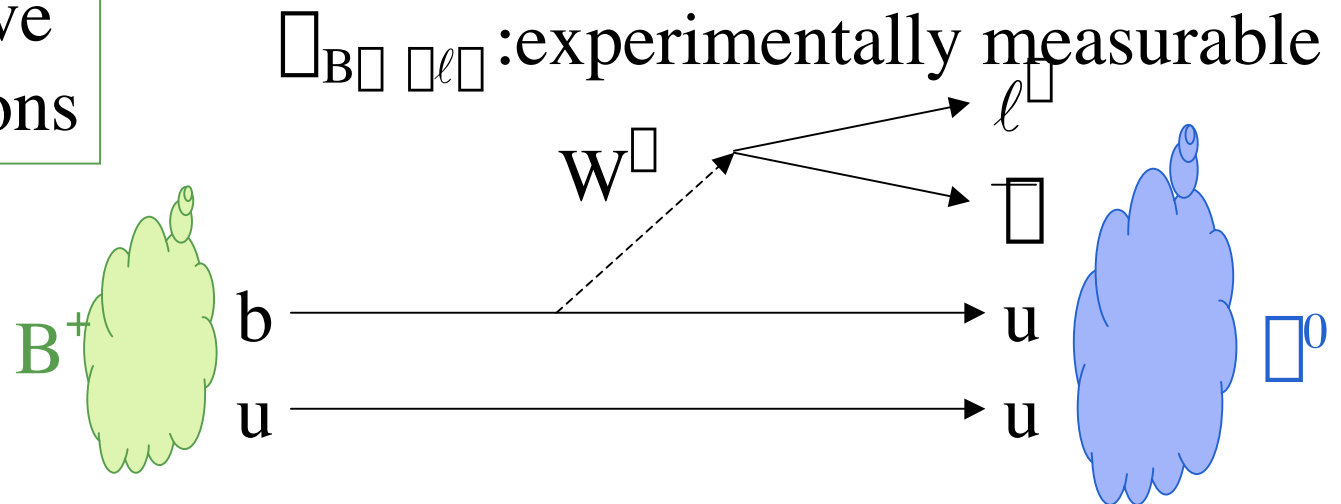 ve
ons
□B□ □ℓ□ :experimentally measurable
ℓ□
W□
□
b u
B+ □0
u u